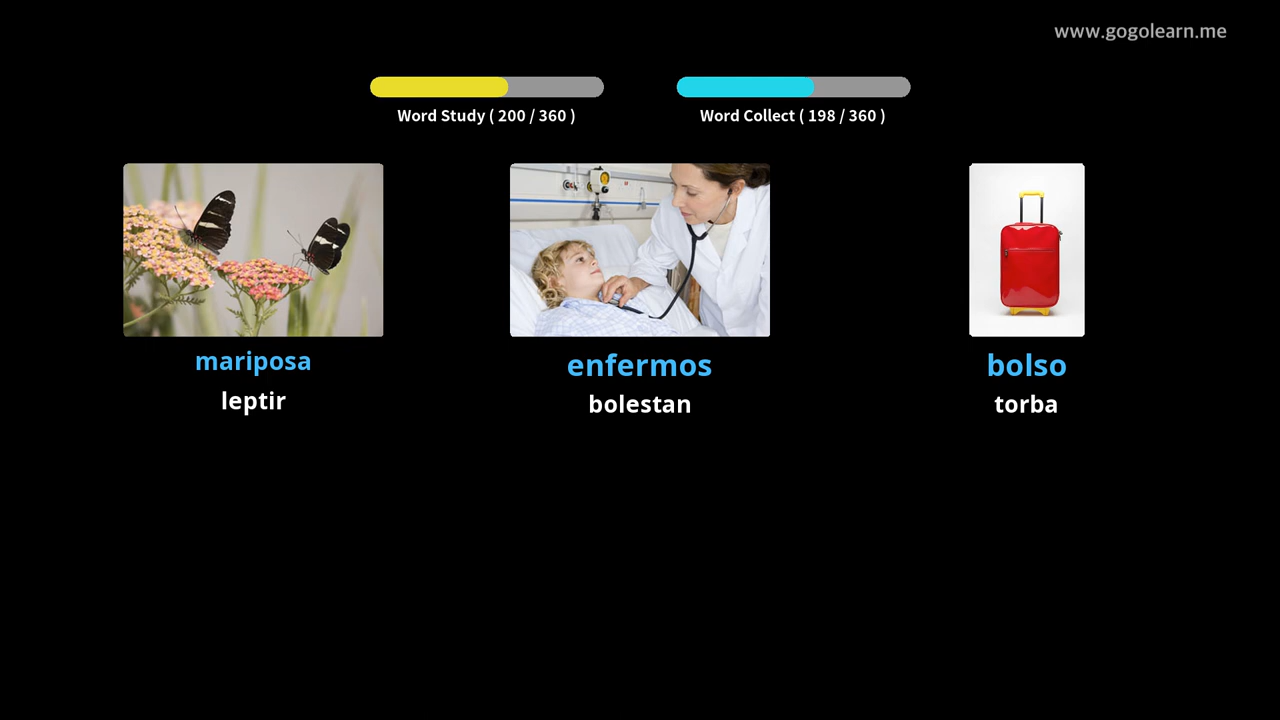 www.gogolearn.me
Word Study ( 200 / 360 )
Word Collect ( 198 / 360 )
mariposa
leptir
enfermos
bolestan
bolso
torba